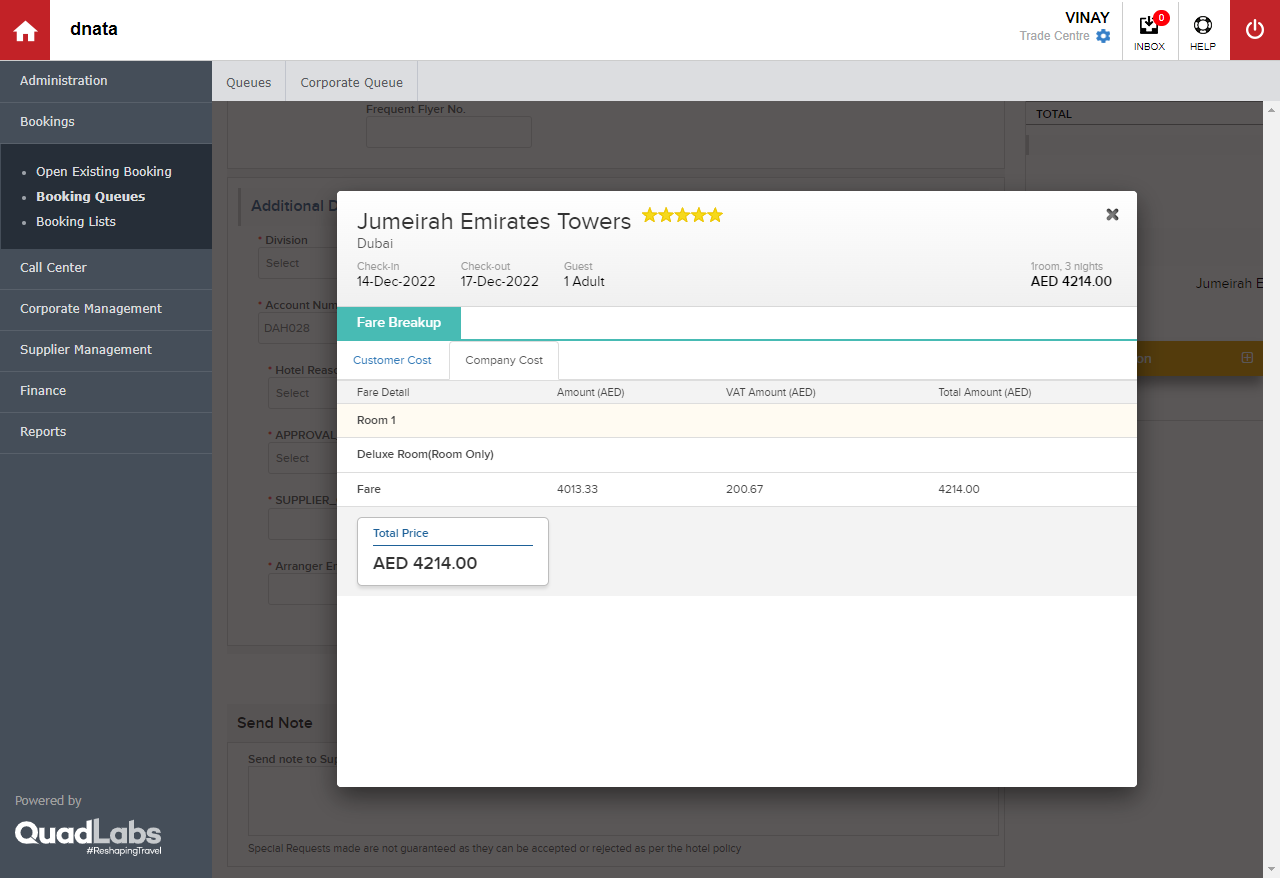 dnata
VINAY
Trade Centre
0
INBOX
HELP
Administration
Bookings
Open Existing Booking
Booking Queues
Booking Lists
Call Center
Corporate Management
Supplier Management
Finance
Reports
Powered by
QuadLabs
#ReshapingTravel
Queues
Corporate Queue
Frequent Flyer No.
TOTAL
Additional
* Division
Select
* Account
DAH028
* Hotel
Select
* APPROVAL
Select
* SUPPLIER_
* Arranger
Jumeirah
Send Note
Send note to
Special Requests made are not guaranteed as they can be accepted or rejected as per the hotel policy
Jumeirah Emirates Towers
Dubai
Check-in
14-Dec-2022
Check-out
17-Dec-2022
Guest
1 Adult
1room, 3 nights
AED 4214.00
Fare Breakup
Customer Cost
Company Cost
Fare Detail Amount (AED) VAT Amount (AED) Total Amount (AED)
Room 1
Deluxe Room(Room Only)
Fare 4013.33 200.67 4214.00
Total Price
AED 4214.00